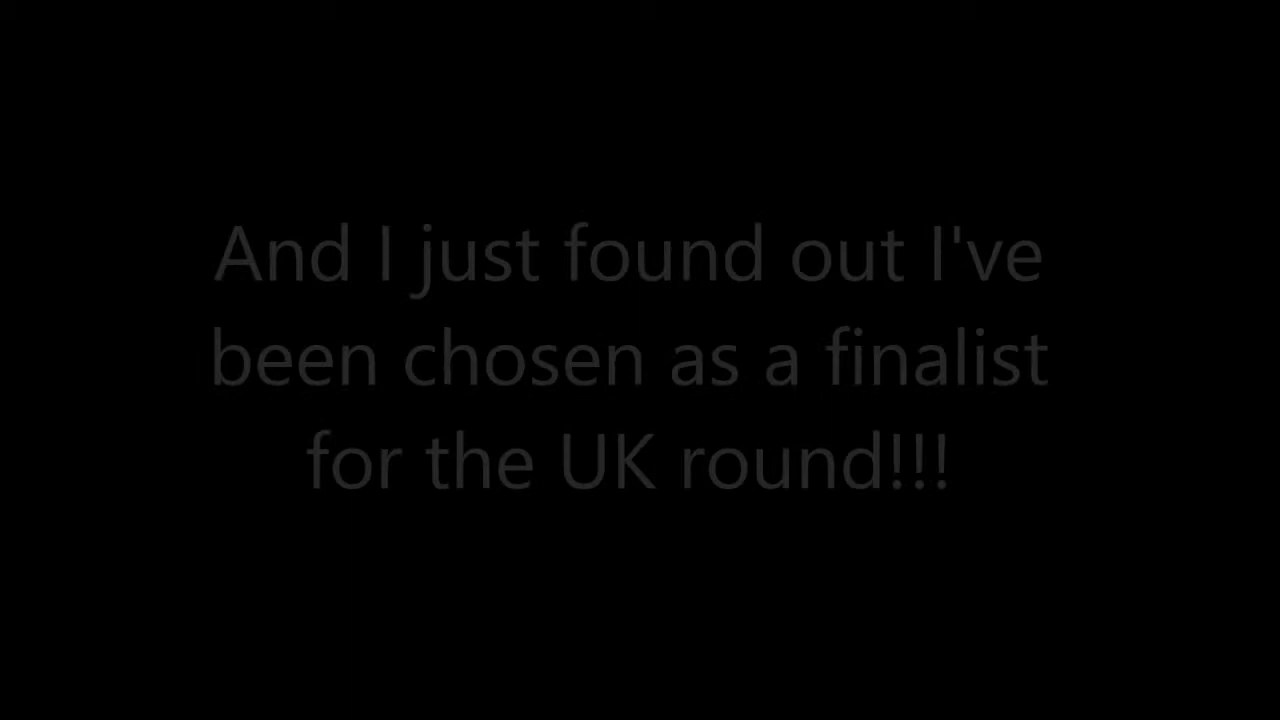 And I just found out I've
been chosen as a finalist
for the UK round!!!